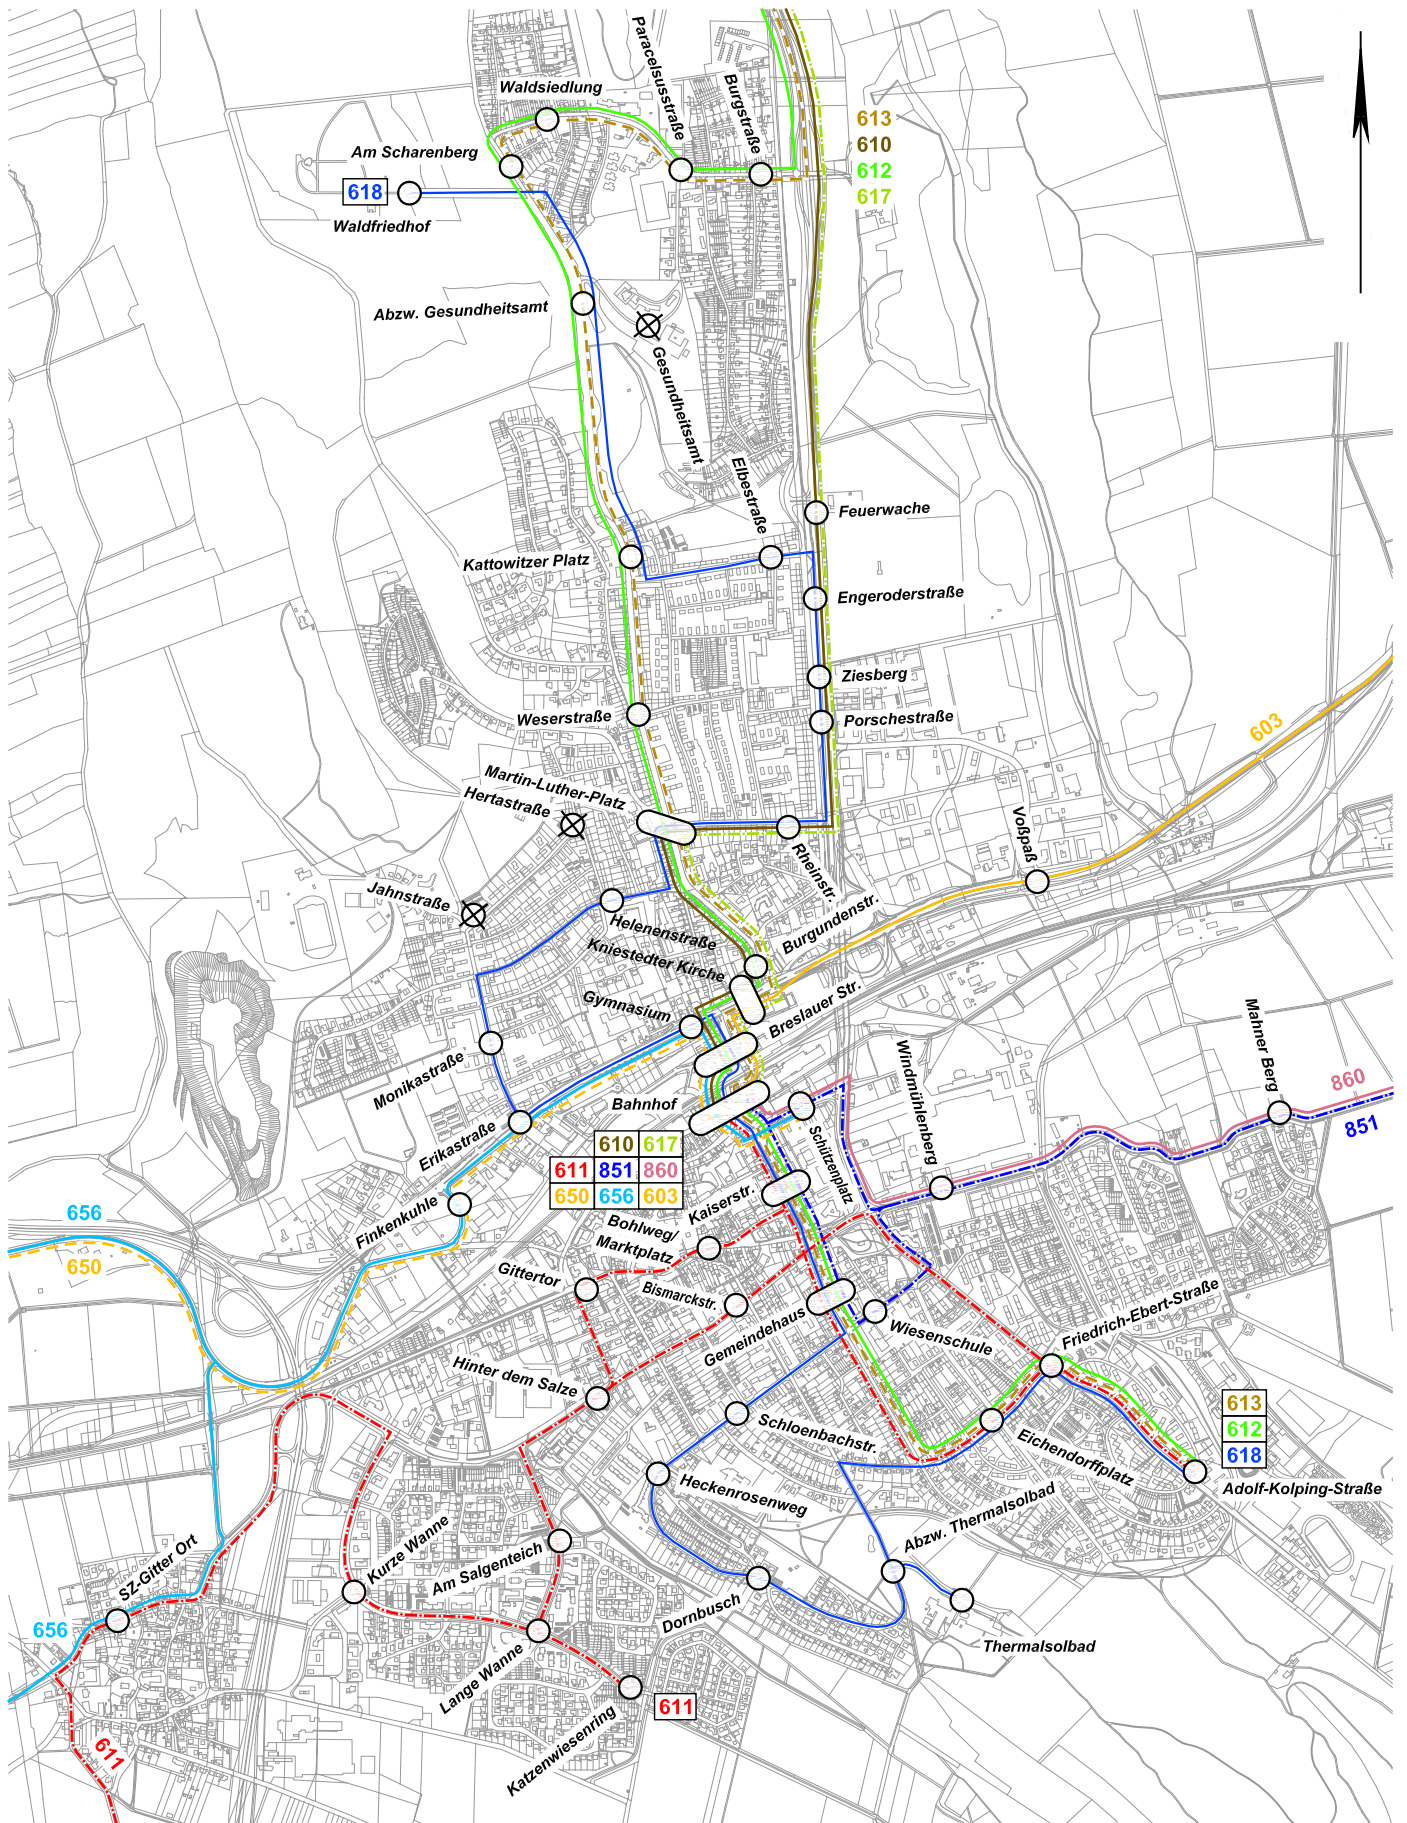 Paracelsusstraße
Waldsiedlung
Burgstraße
613
610
612
617
Am Scharenberg
618
Waldfriedhof
Abzw. Gesundheitsamt
Gesundheitsamt
Elbestraße
Feuerwache
Kattowitzer Platz
Engeroderstraße
Ziesberg
Weserstraße
Porschestraße
603
Martin-Luther-Platz
Hertastraße
Voßpaß
Rheinstr.
Jahnstraße
Helenenstraße
Burgundenstr.
Kniestedter Kirche
Gymnasium
Breslauer Str.
Mahner Berg
Windmühlenberg
Monikastraße
860
851
Bahnhof
Erikastraße
Schützenplatz
610 617
611 851 860
650 656 603
Kaiserstr.
Finkenkuhle
656
650
Bohlweg/
Marktplatz
Gittertor
Bismarckstr.
Gemeindehaus
Wiesenschule
Friedrich-Ebert-Straße
Hinter dem Salze
613
612
618
Schloenbachstr.
Eichendorffplatz
Adolf-Kolping-Straße
Heckenrosenweg
Abzw. Thermalsolbad
SZ-Gitter Ort
Kurze Wanne
Am Salgenteich
Dornbusch
656
Thermalsolbad
Lange Wanne
611
Katzenwiesenring
611